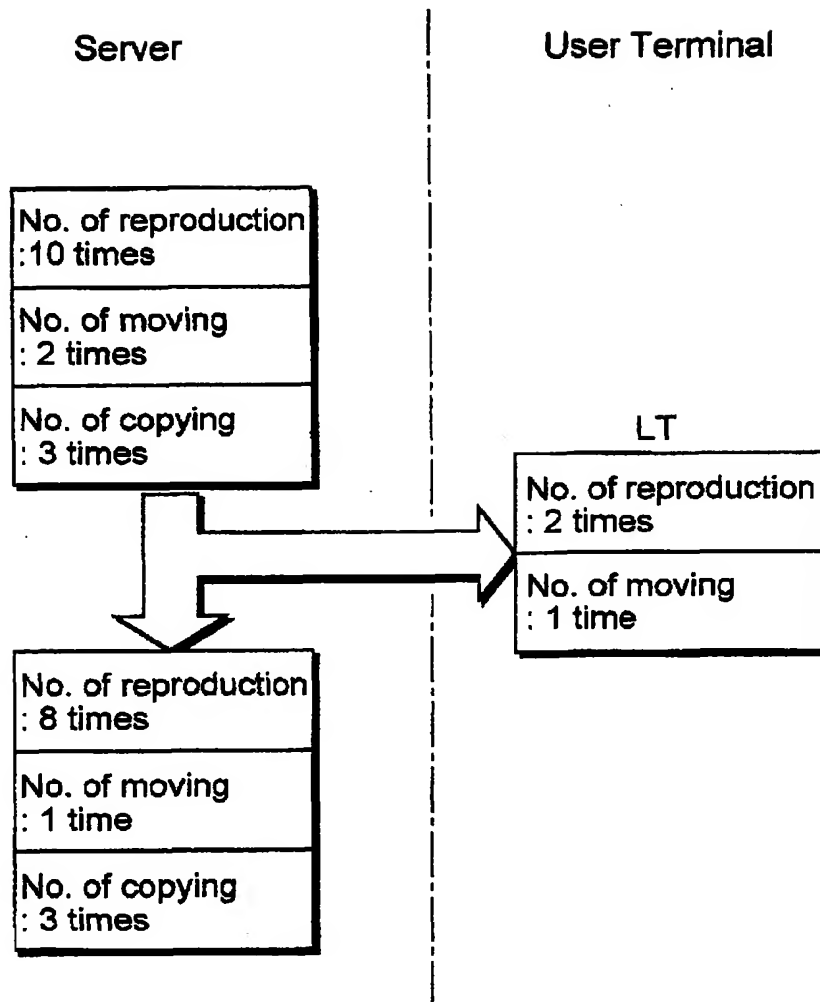 Server
User Terminal
No. of reproduction
:10 times
No. of moving
: 2 times
No. of copying
: 3 times
LT
No. of reproduction
: 2 times
No. of moving
: 1 time
No. of reproduction
: 8 times
No. of moving
: 1 time
No. of copying
: 3 times